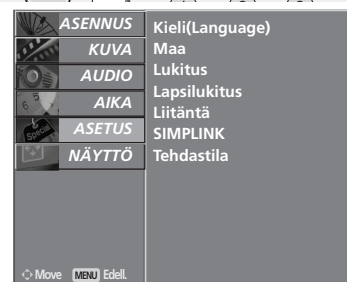 ASENNUS
KUVA
AUDIO
AIKA
ASETUS
NÄYTTÖ
Kieli(Language)
Maa
Lukitus
Lapsilukitus
Liitäntä
SIMPLINK
Tehdastila
Move MENU Edell.